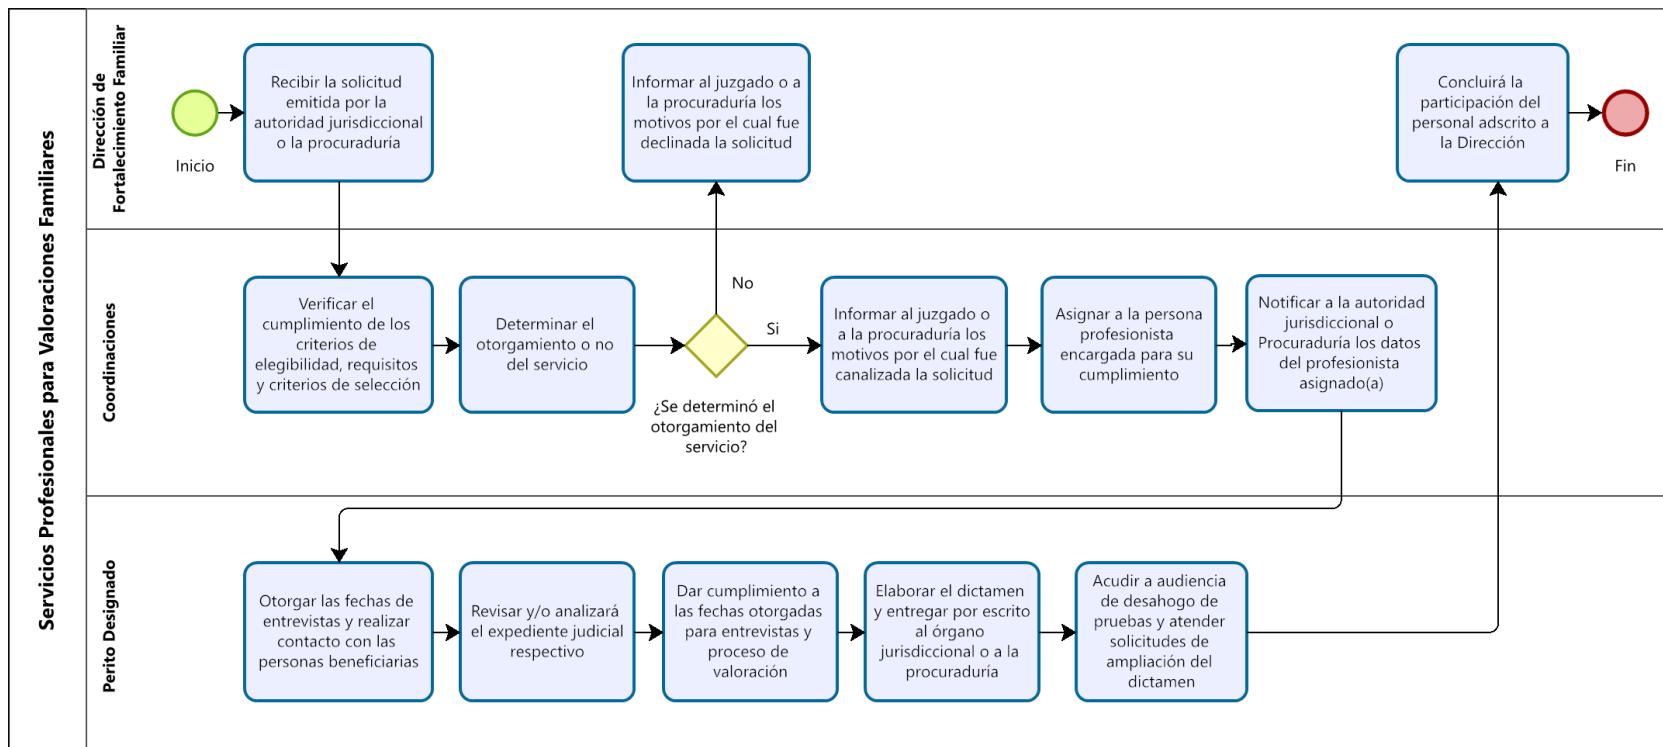 Servicios Profesionales para Valoraciones Familiares
Dirección de
Fortalecimiento Familiar
Inicio
Recibir la solicitud
emitida por la
autoridad jurisdiccional
o la procuraduría
Informar al juzgado o a
la procuraduría los
motivos por el cual fue
declinada la solicitud
Concluirá la
participación del
personal adscrito a
la Dirección
Fin
Coordinaciones
Verificar el
cumplimiento de los
criterios de
elegibilidad, requisitos
y criterios de selección
Determinar el
otorgamiento o no
del servicio
No
Si
¿Se determinó el
otorgamiento del
servicio?
Informar al juzgado o
a la procuraduría los
motivos por el cual fue
canalizada la solicitud
Asignar a la persona
profesionista
encargada para su
cumplimiento
Notificar a la autoridad
jurisdiccional o
Procuraduría los datos
del profesionista
asignado(a)
Perito Designado
Otorgar las fechas de
entrevistas y realizar
contacto con las
personas beneficiarias
Revisar y/o analizará
el expediente judicial
respectivo
Dar cumplimiento a
las fechas otorgadas
para entrevistas y
proceso de
valoración
Elaborar el dictamen
y entregar por escrito
al órgano
jurisdiccional o a la
procuraduría
Acudir a audiencia
de desahogo de
pruebas y atender
solicitudes de
ampliación del
dictamen